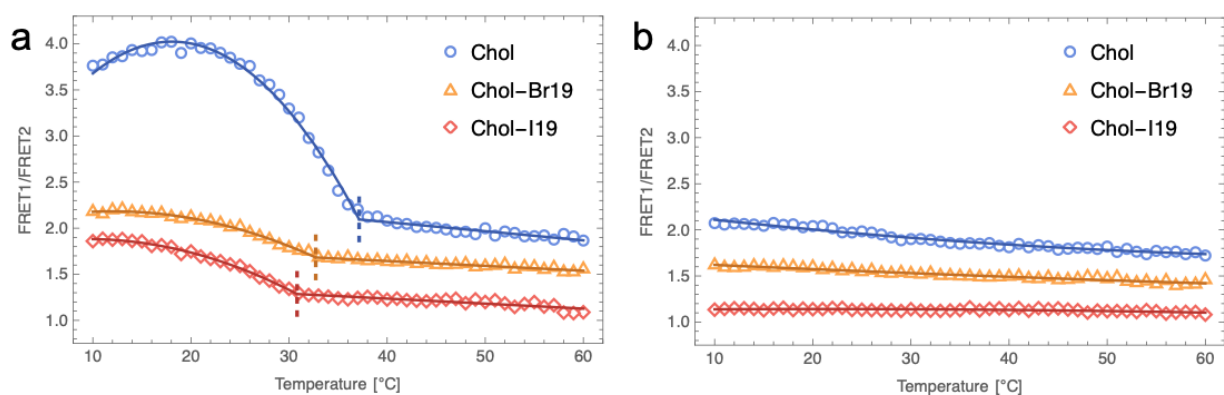 a
Chol
Chol-Br19
Chol-I19
FRET1/FRET2
4.0
3.5
3.0
2.5
2.0
1.5
1.0
10 20 30 40 50 60
Temperature [°C]
b
Chol
Chol-Br19
Chol-I19
FRET1/FRET2
4.0
3.5
3.0
2.5
2.0
1.5
1.0
10 20 30 40 50 60
Temperature [°C]